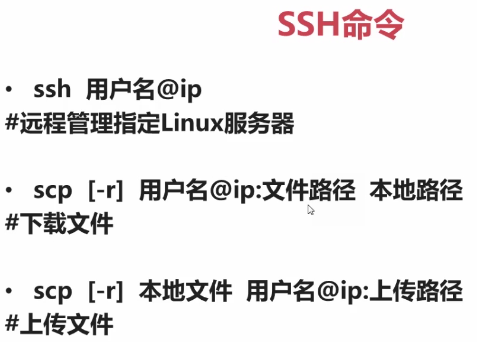 SSH命令
• ssh 用户名@ip
#远程管理指定Linux服务器
• scp [-r] 用户名@ip:文件路径 本地路径
#下载文件
• scp [-r] 本地文件 用户名@ip:上传路径
#上传文件